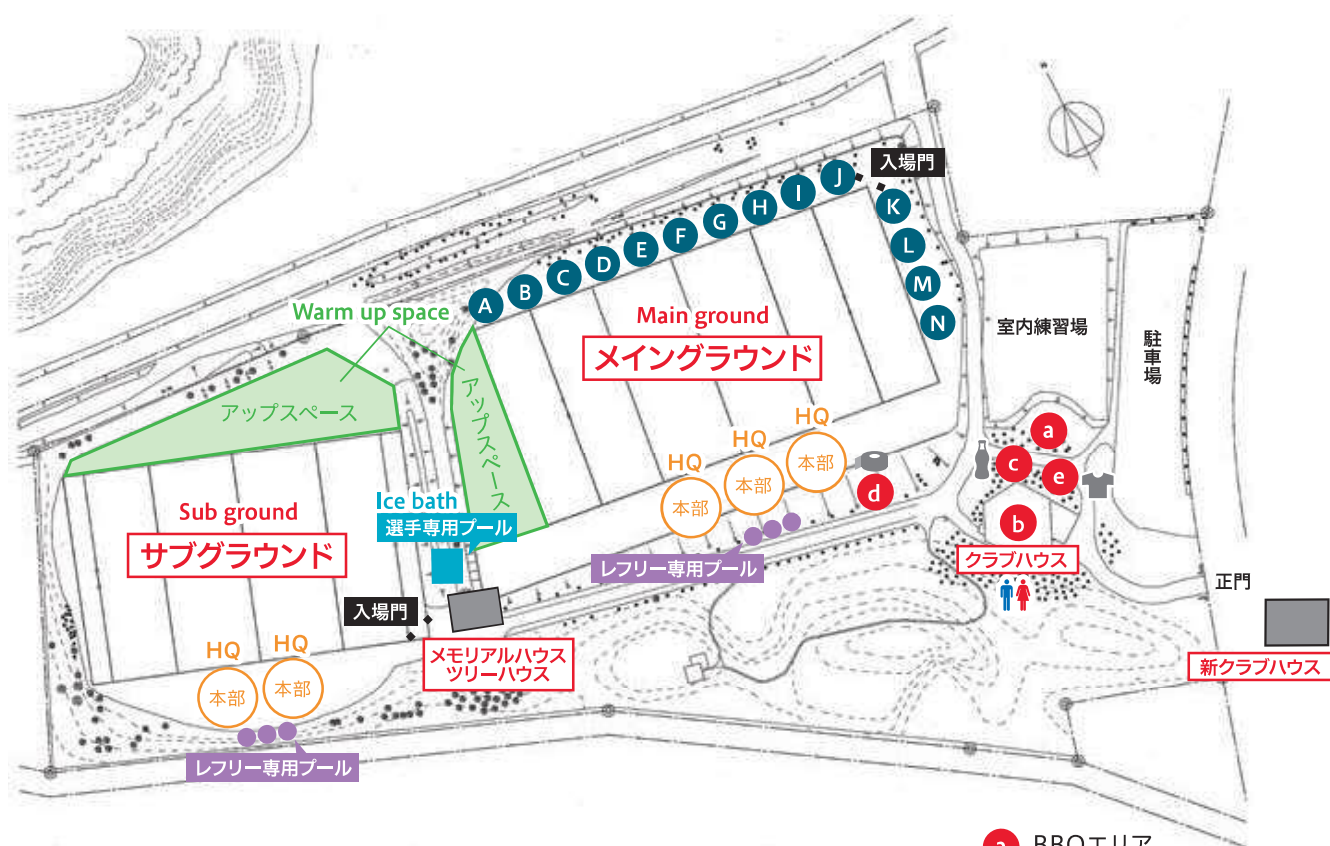 入場門
J
I
H
G
F
E
D
C
B
A
K
L
M
N
Warm up space
アップスペース
アップスペース
Main ground
メイングラウンド
室内練習場
駐車場
HQ
本部
HQ
本部
HQ
本部
a
c
e
d
b
クラブハウス
Sub ground
サブグラウンド
Ice bath
選手専用プール
レフリー専用プール
入場門
メモリアルハウス
ツリーハウス
正門
新クラブハウス
HQ
本部
HQ
本部
レフリー専用プール
a BBQエリア